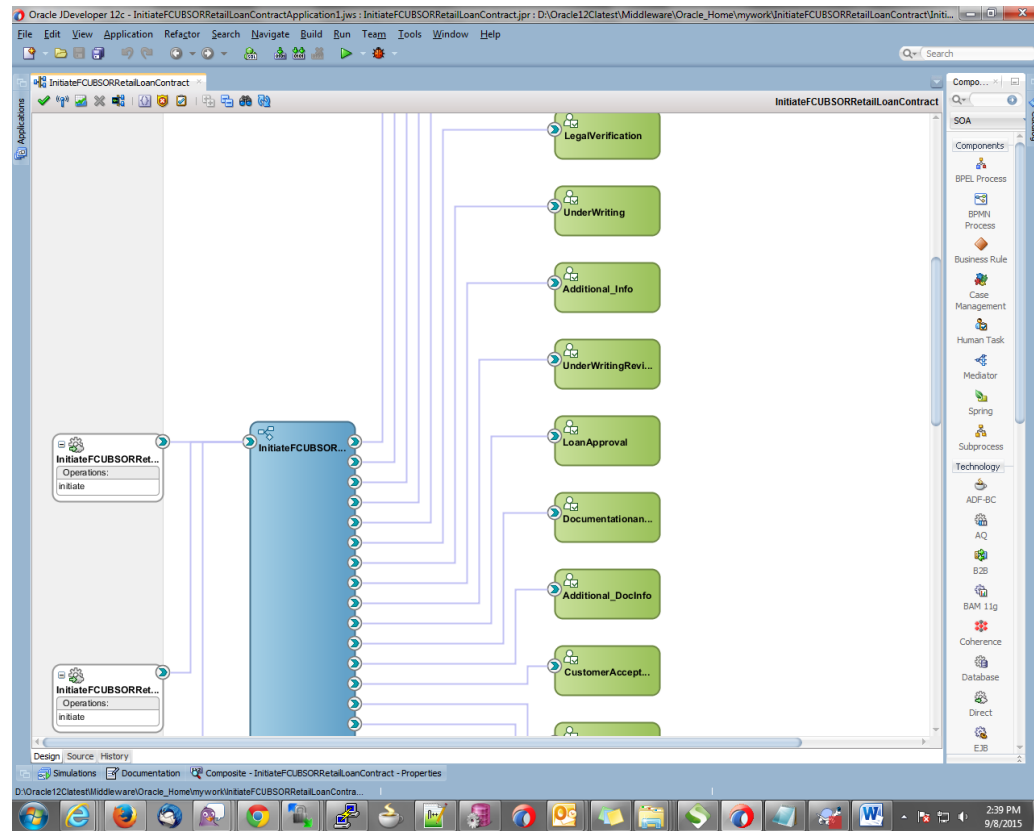 Oracle JDeveloper 12c - InitiateFCUBSORRetailLoanContractApplication1.jws : InitiateFCUBSORRetailLoanContract.jpr : D:\Oracle12Clatest\Middleware\Oracle_Home\mywork\InitiateFCUBSORRetailLoanContract\Initi...
File Edit View Application Refactor Search Navigate Build Run Team Tools Window Help
Search
InitiateFCUBSORRetailLoanContract
Compo...
InitiateFCUBSORRetailLoanContract
Applications
SOA
Components
BPEL Process
BPMN
Process
Business Rule
Case
Management
Human Task
Mediator
Spring
Subprocess
Technology
ADF-BC
AQ
B2B
BAM 11g
Coherence
Database
Direct
EJB
LegalVerification
UnderWriting
Additional_Info
UnderWritingRevi...
LoanApproval
Documentationan...
Additional_DocInfo
CustomerAccept...
InitiateFCUBSOR...
InitiateFCUBSORRet...
Operations:
initiate
InitiateFCUBSORRet...
Operations:
initiate
Design Source History
Simulations Documentation Composite - InitiateFCUBSORRetailLoanContract - Properties
D:\Oracle12Clatest\Middleware\Oracle_Home\mywork\InitiateFCUBSORRetailLoanContra...
2:39 PM
9/8/2015